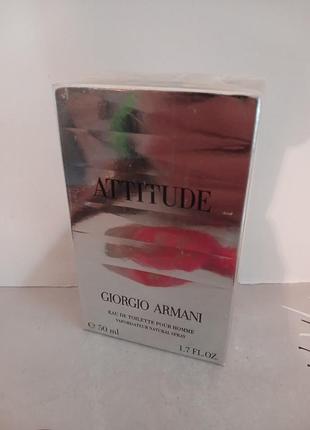 ATTITUDE
GIORGIO ARMANI
EAU DE TOILETTE POUR HOMME
VAPORISATEUR NATURAL SPRAY
℮ 50 ml
1.7 FL.OZ.